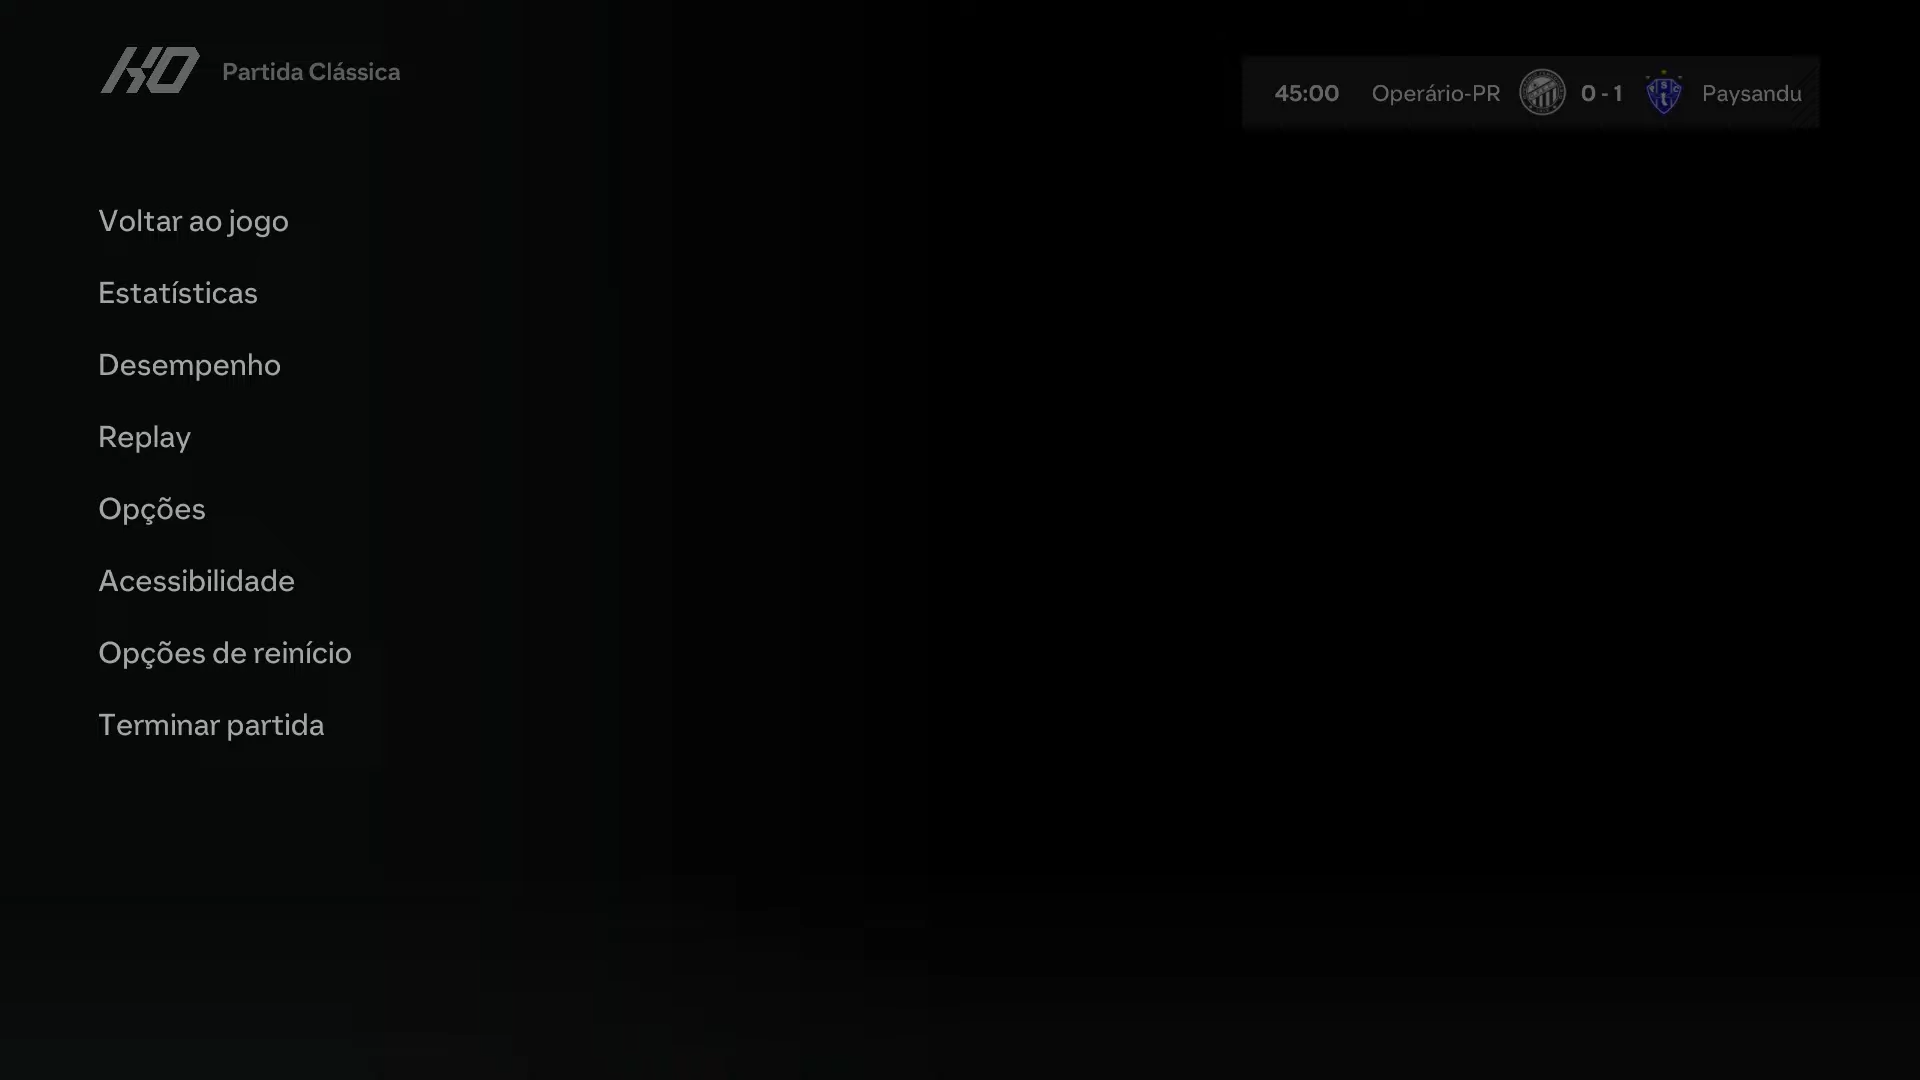 KO Partida Clássica
45:00 Operário-PR 0 - 1 Paysandu
Voltar ao jogo
Estatísticas
Desempenho
Replay
Opções
Acessibilidade
Opções de reinício
Terminar partida